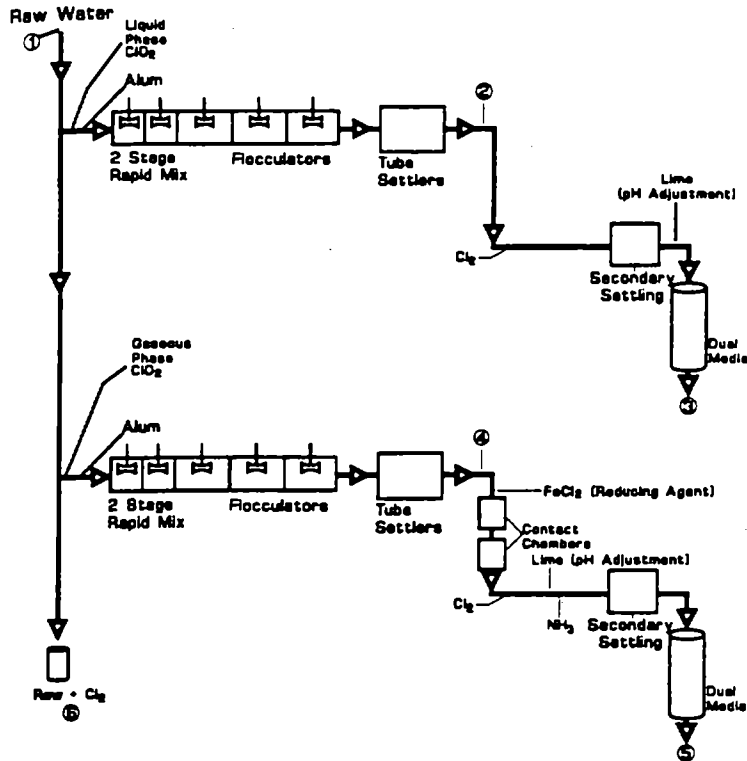 Raw Water
①
Liquid
Phase
ClO₂
Alum
2 Stage
Rapid Mix
Flocculators
Tube
Settlers
②
Cl₂
Lime
(pH Adjustment)
Secondary
Settling
Dual
Media
③
Gaseous
Phase
ClO₂
Alum
2 Stage
Rapid Mix
Flocculators
Tube
Settlers
④
FeCl₂ (Reducing Agent)
Contact
Chambers
Lime (pH Adjustment)
Cl₂
NH₃
Secondary
Settling
Dual
Media
⑤
Raw + Cl₂
⑥